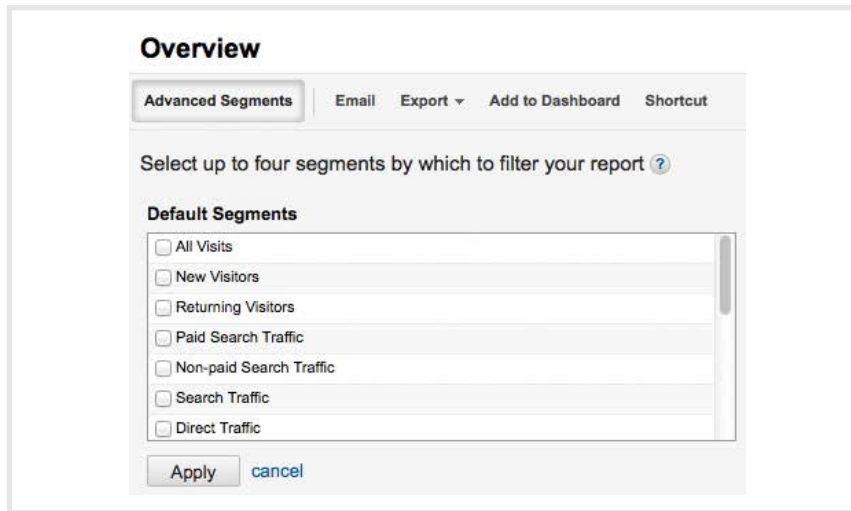 Overview
Advanced Segments Email Export Add to Dashboard Shortcut
Select up to four segments by which to filter your report ?
Default Segments
All Visits
New Visitors
Returning Visitors
Paid Search Traffic
Non-paid Search Traffic
Search Traffic
Direct Traffic
Apply cancel